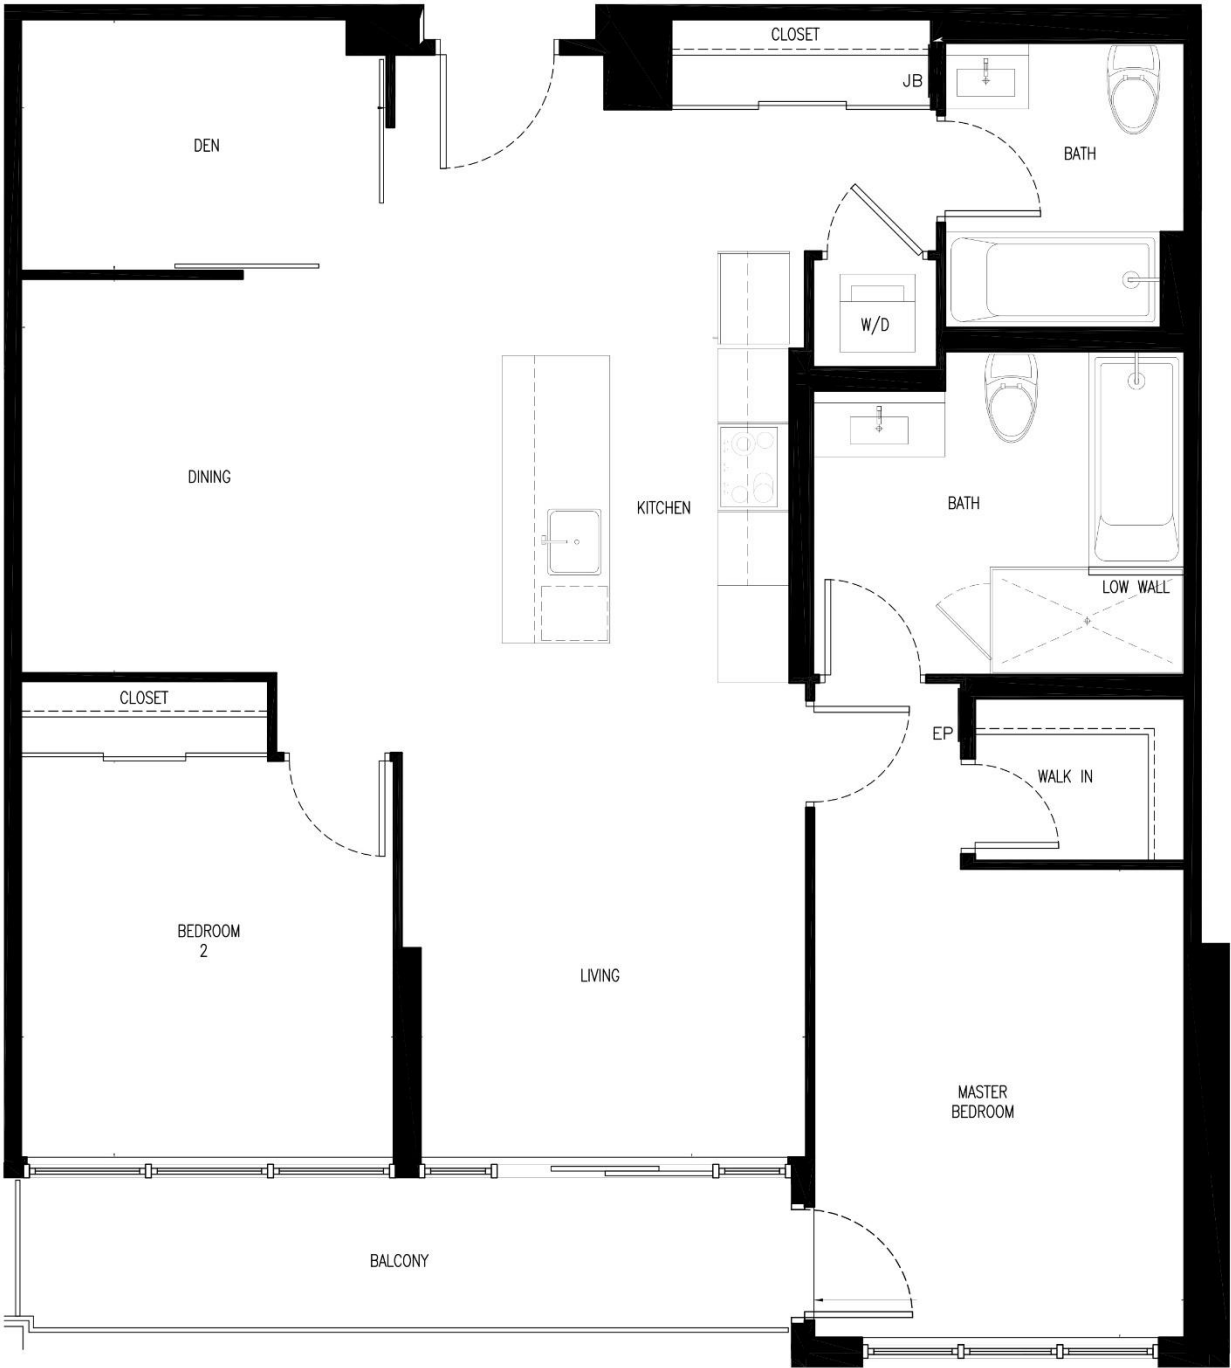 CLOSET
JB
DEN
BATH
W/D
DINING
KITCHEN
BATH
LOW WALL
CLOSET
EP
WALK IN
BEDROOM
2
LIVING
MASTER
BEDROOM
BALCONY